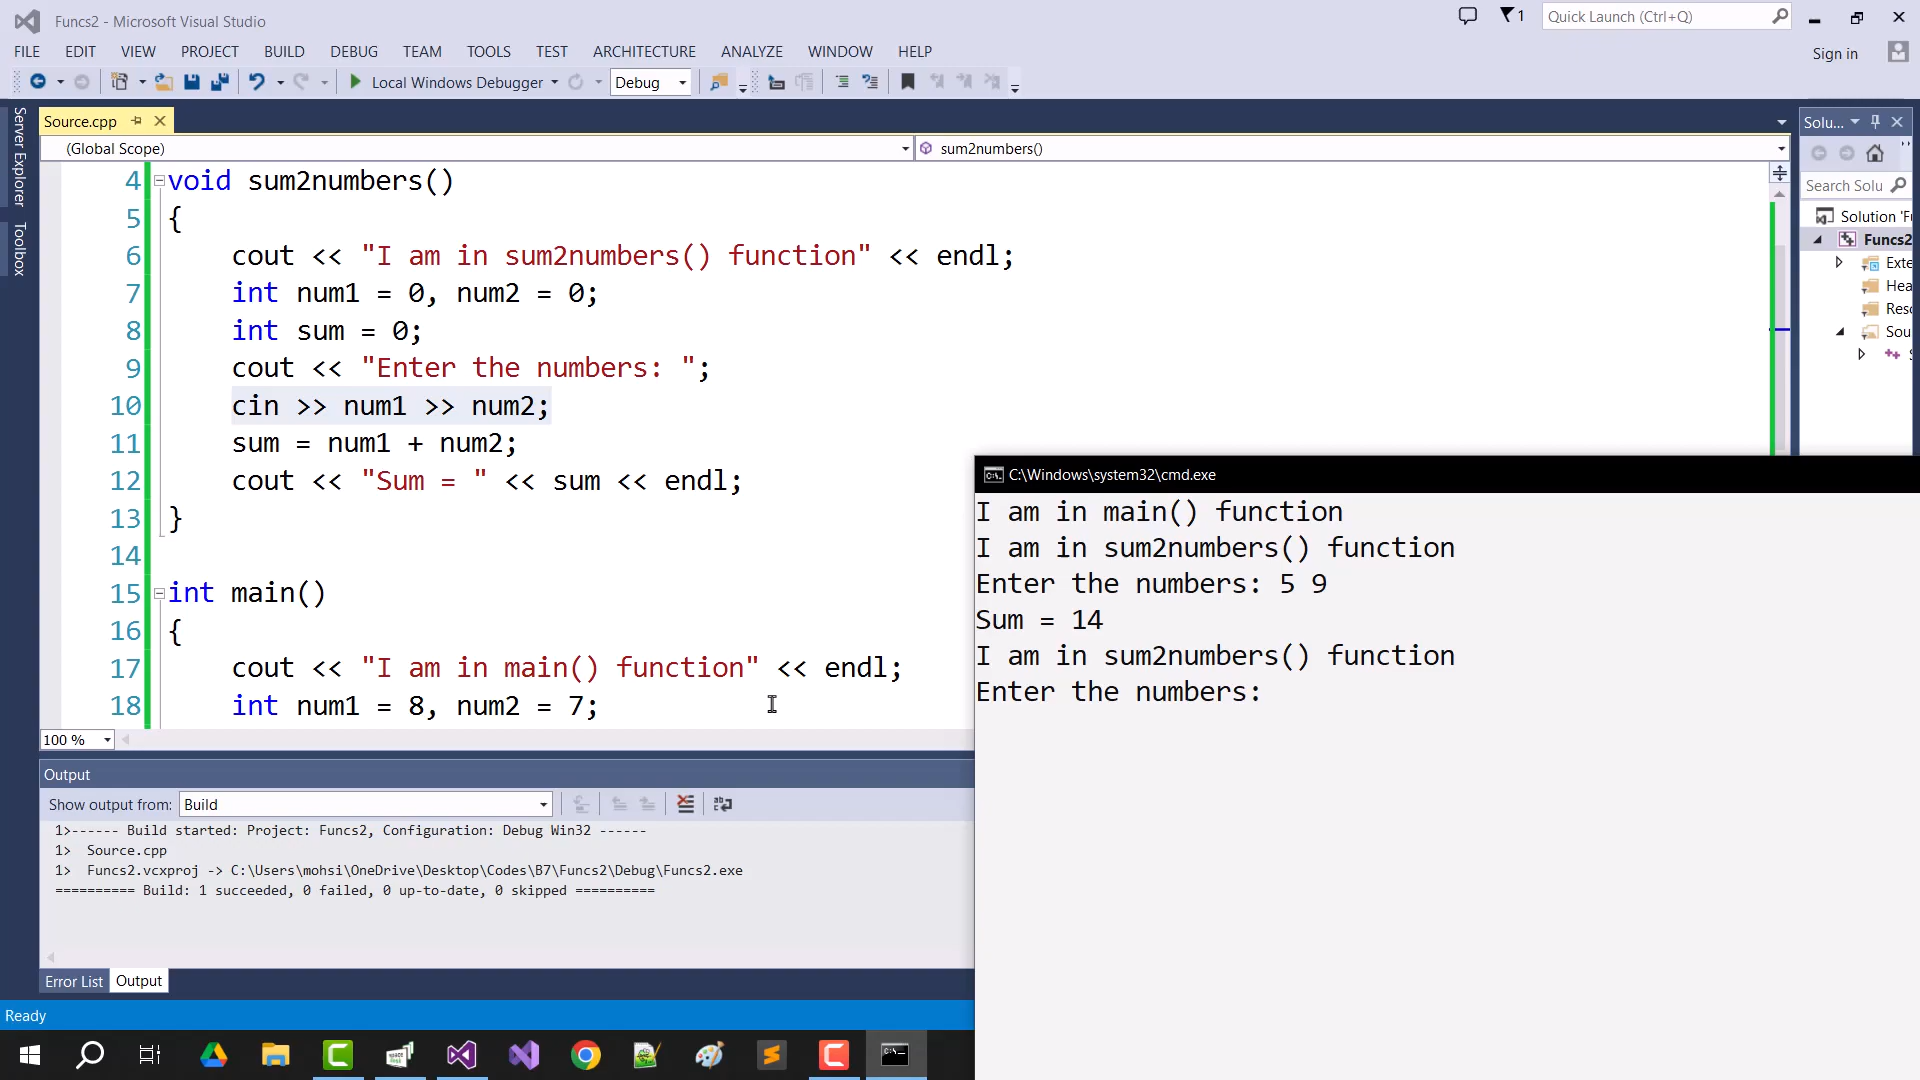 Funcs2 - Microsoft Visual Studio
1
Quick Launch (Ctrl+Q)
FILE EDIT VIEW PROJECT BUILD DEBUG TEAM TOOLS TEST ARCHITECTURE ANALYZE WINDOW HELP
Sign in
Local Windows Debugger Debug
Server Explorer
Toolbox
Source.cpp
(Global Scope) sum2numbers()
4 void sum2numbers()
5 {
6 cout << "I am in sum2numbers() function" << endl;
7 int num1 = 0, num2 = 0;
8 int sum = 0;
9 cout << "Enter the numbers: ";
10 cin >> num1 >> num2;
11 sum = num1 + num2;
12 cout << "Sum = " << sum << endl;
13 }
14
15 int main()
16 {
17 cout << "I am in main() function" << endl;
18 int num1 = 8, num2 = 7;
100 %
Solu...
Search Solu
Solution 'Fu
Funcs2
Exte
Hea
Reso
Sou
C:\Windows\system32\cmd.exe
I am in main() function
I am in sum2numbers() function
Enter the numbers: 5 9
Sum = 14
I am in sum2numbers() function
Enter the numbers:
Output
Show output from: Build
1>------ Build started: Project: Funcs2, Configuration: Debug Win32 ------
1> Source.cpp
1> Funcs2.vcxproj -> C:\Users\mohsi\OneDrive\Desktop\Codes\B7\Funcs2\Debug\Funcs2.exe
========== Build: 1 succeeded, 0 failed, 0 up-to-date, 0 skipped ==========
Error List Output
Ready